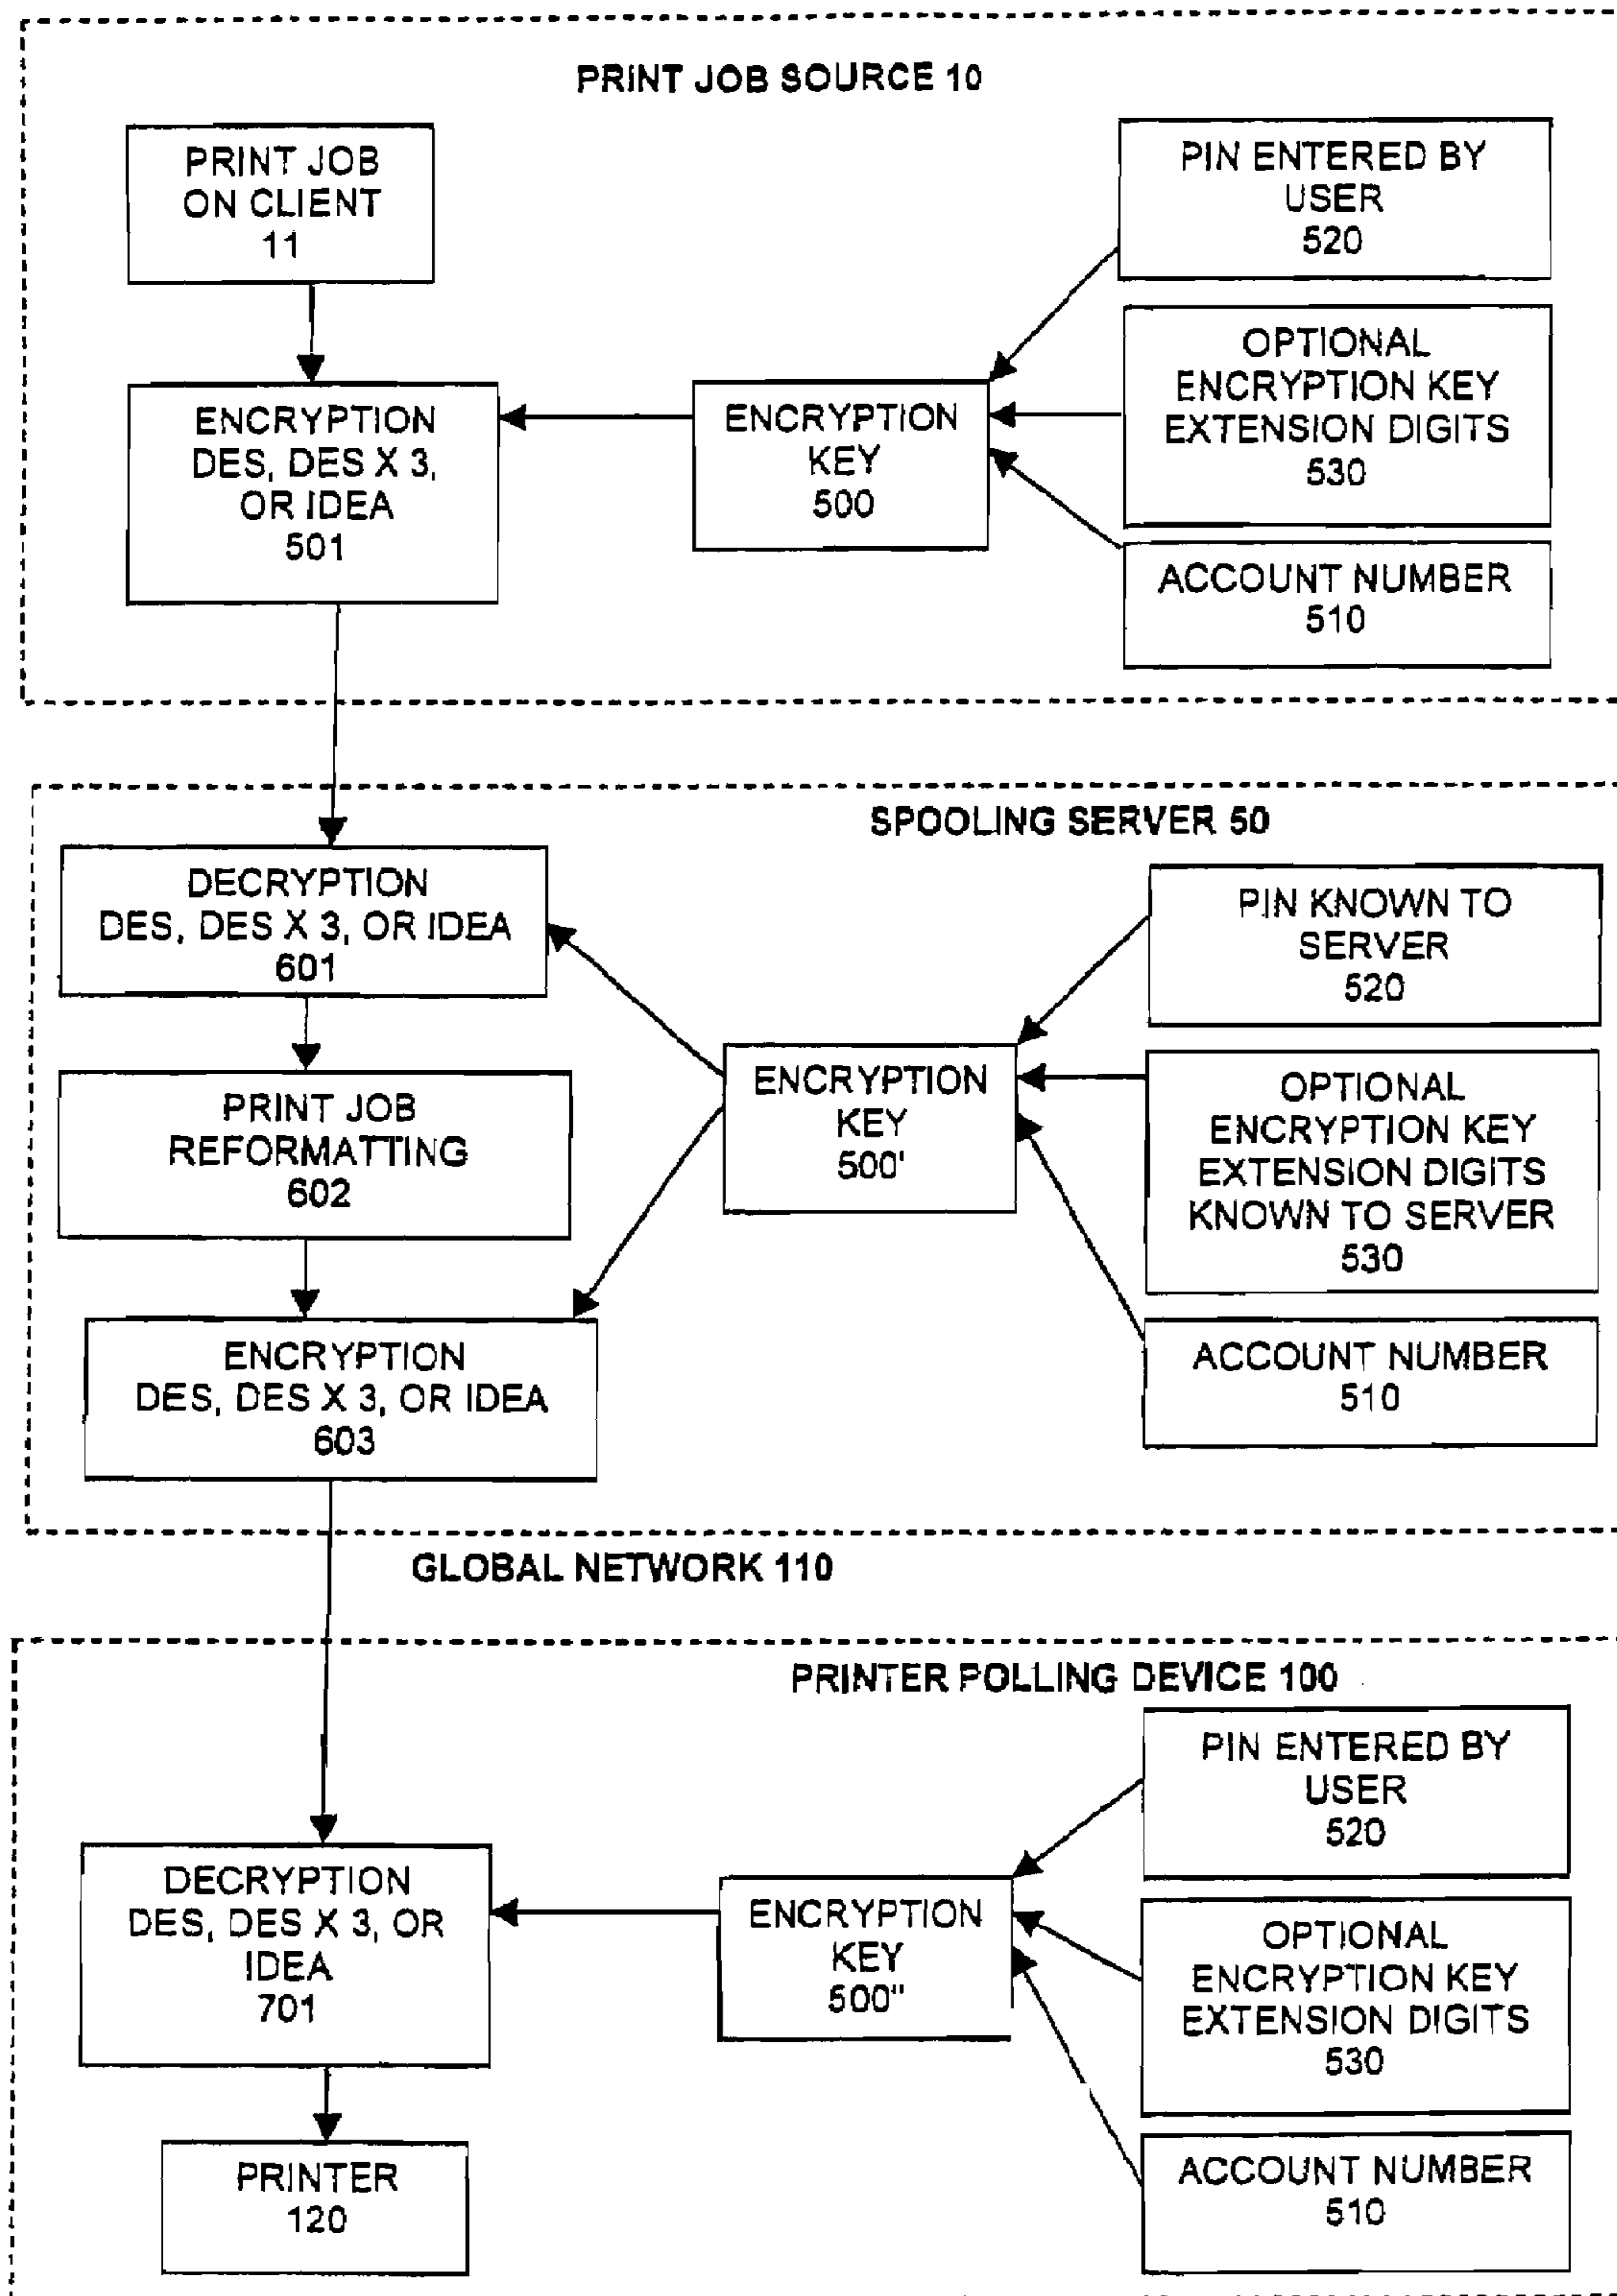 PRINT JOB SOURCE 10
PRINT JOB
ON CLIENT
11
PIN ENTERED BY
USER
520
OPTIONAL
ENCRYPTION KEY
EXTENSION DIGITS
530
ENCRYPTION
DES, DES X 3,
OR IDEA
501
ENCRYPTION
KEY
500
ACCOUNT NUMBER
510
SPOOLING SERVER 50
DECRYPTION
DES, DES X 3, OR IDEA
601
PIN KNOWN TO
SERVER
520
PRINT JOB
REFORMATTING
602
ENCRYPTION
KEY
500'
OPTIONAL
ENCRYPTION KEY
EXTENSION DIGITS
KNOWN TO SERVER
530
ENCRYPTION
DES, DES X 3, OR IDEA
603
ACCOUNT NUMBER
510
GLOBAL NETWORK 110
PRINTER POLLING DEVICE 100
PIN ENTERED BY
USER
520
DECRYPTION
DES, DES X 3, OR
IDEA
701
ENCRYPTION
KEY
500"
OPTIONAL
ENCRYPTION KEY
EXTENSION DIGITS
530
PRINTER
120
ACCOUNT NUMBER
510